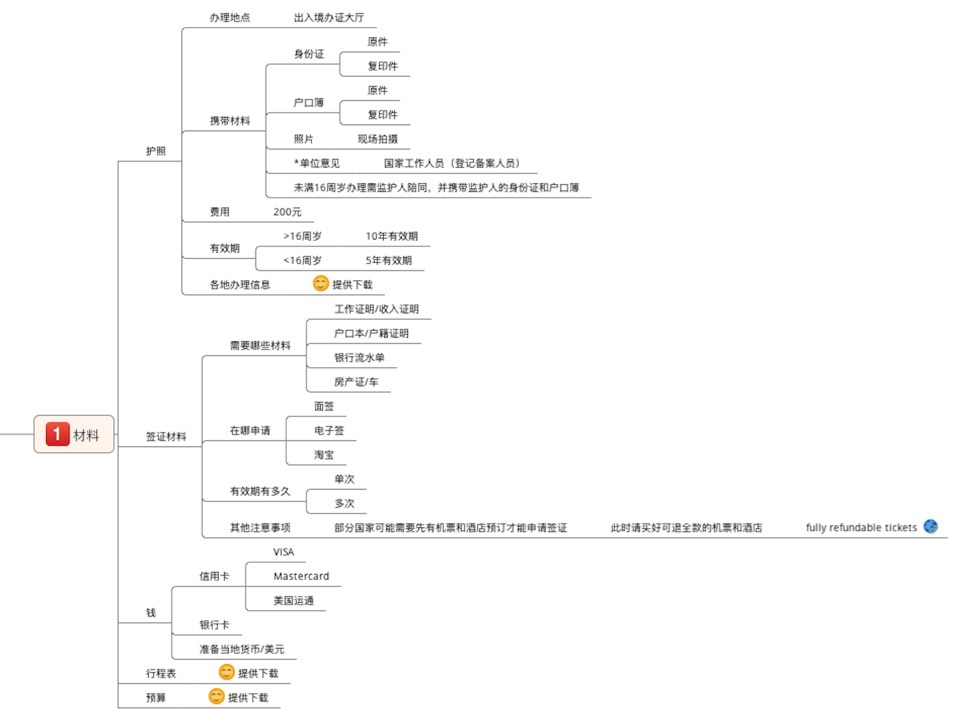 办理地点 出入境办证大厅
原件
身份证
复印件
原件
户口簿
复印件
携带材料
照片 现场拍摄
护照
*单位意见 国家工作人员（登记备案人员）
未满16周岁办理需监护人陪同，并携带监护人的身份证和户口簿
费用 200元
>16周岁 10年有效期
有效期
<16周岁 5年有效期
各地办理信息 提供下载
工作证明/收入证明
户口本/户籍证明
需要哪些材料
银行流水单
房产证/车
面签
在哪申请 电子签
1 材料
签证材料
淘宝
单次
有效期有多久
多次
其他注意事项 部分国家可能需要先有机票和酒店预订才能申请签证 此时请买好可退全款的机票和酒店 fully refundable tickets
VISA
信用卡 Mastercard
美国运通
钱
银行卡
准备当地货币/美元
行程表 提供下载
预算 提供下载